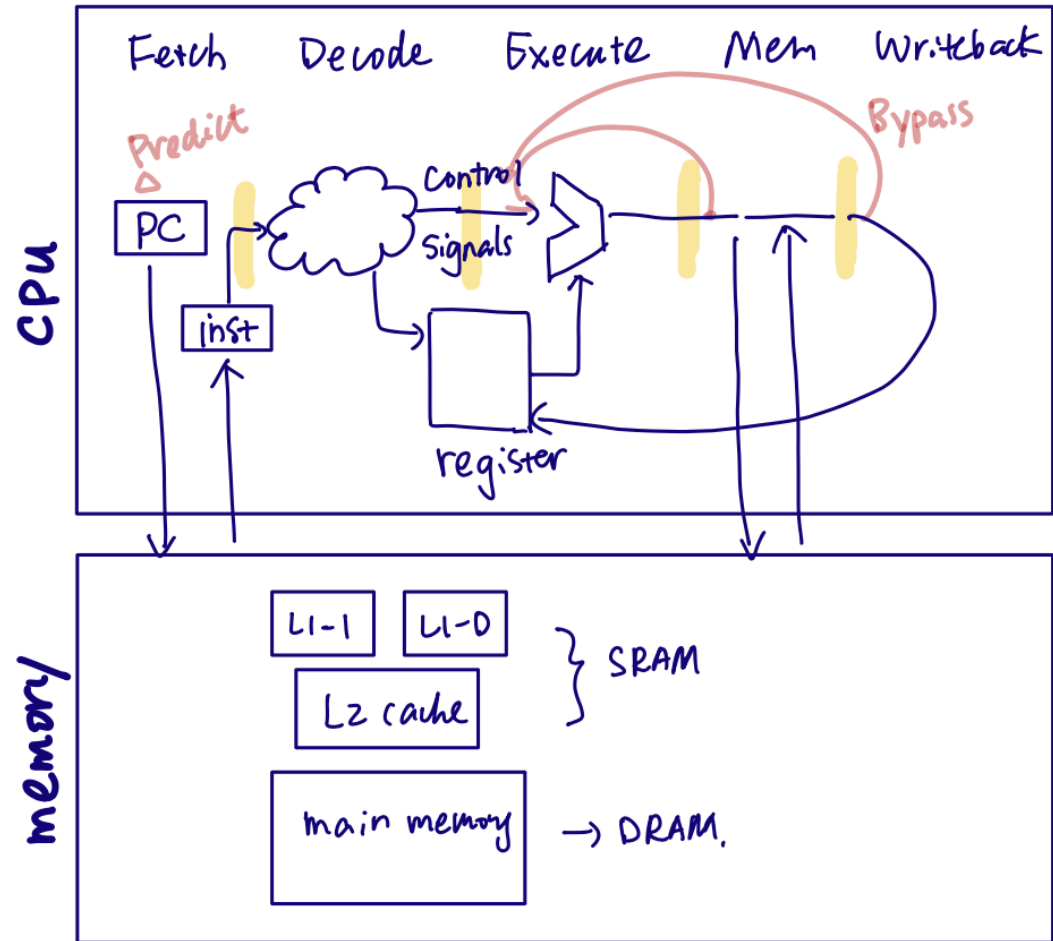 Fetch Decode Execute Mem Writeback
Predict
Bypass
PC
control
signals
inst
register
CPU
L1-I L1-D
SRAM
L2 cache
main memory → DRAM.
memory